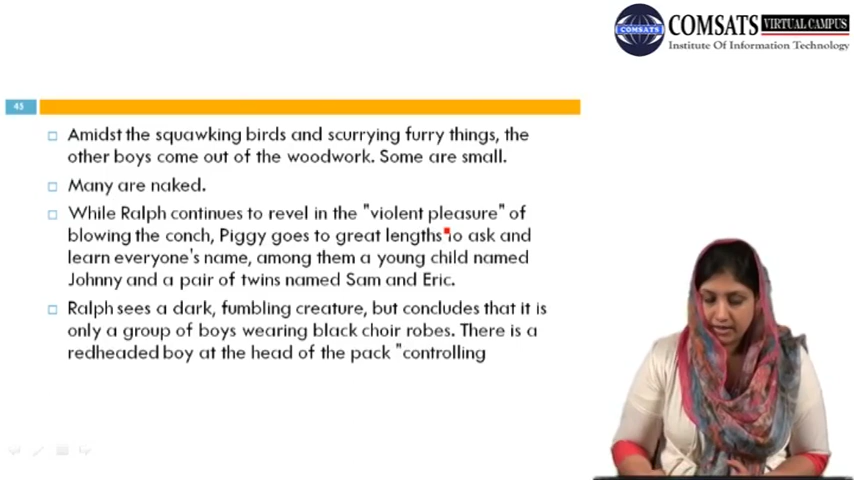 COMSATS VIRTUAL CAMPUS
COMSATS
Institute Of Information Technology
45
Amidst the squawking birds and scurrying furry things, the
other boys come out of the woodwork. Some are small.
Many are naked.
While Ralph continues to revel in the "violent pleasure" of
blowing the conch, Piggy goes to great lengths to ask and
learn everyone's name, among them a young child named
Johnny and a pair of twins named Sam and Eric.
Ralph sees a dark, fumbling creature, but concludes that it is
only a group of boys wearing black choir robes. There is a
redheaded boy at the head of the pack "controlling